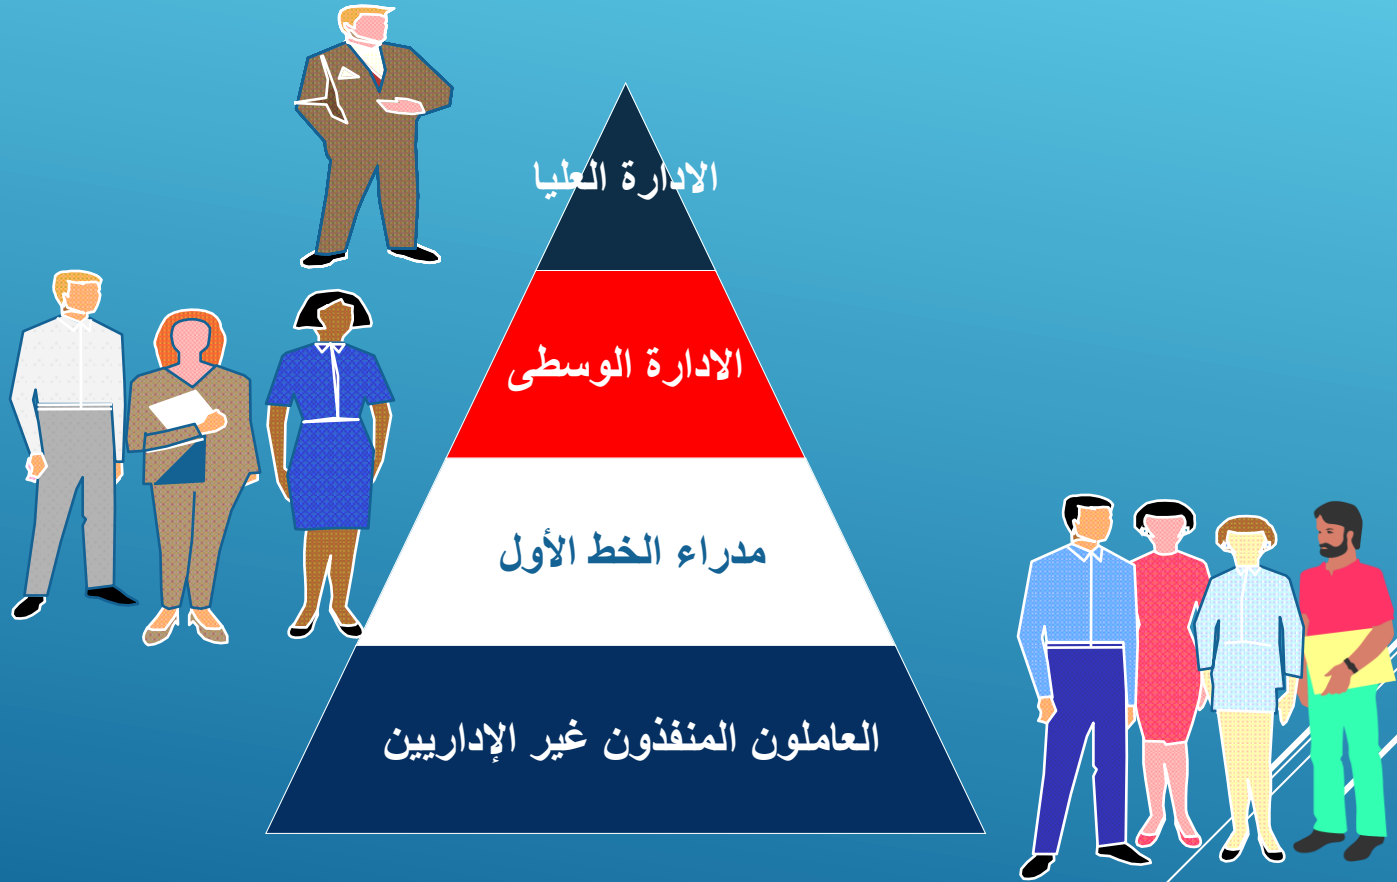 الادارة العليا
الادارة الوسطى
مدراء الخط الأول
العاملون المنفذون غير الإداريين